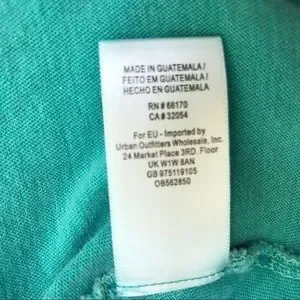 MADE IN GUATEMALA /
FEITO EM GUATEMALA /
HECHO EN GUATEMALA
RN # 66170
CA # 32054
For EU - Imported by
Urban Outfitters Wholesale, Inc.
24 Market Place 3RD. Floor
UK W1W 8AN
GB 975119105
OB562850